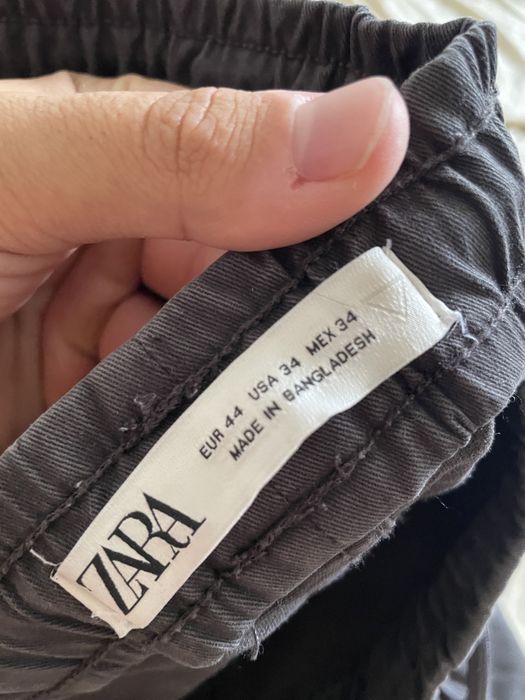 ZARA
EUR 44 USA 34 MEX 34
MADE IN BANGLADESH